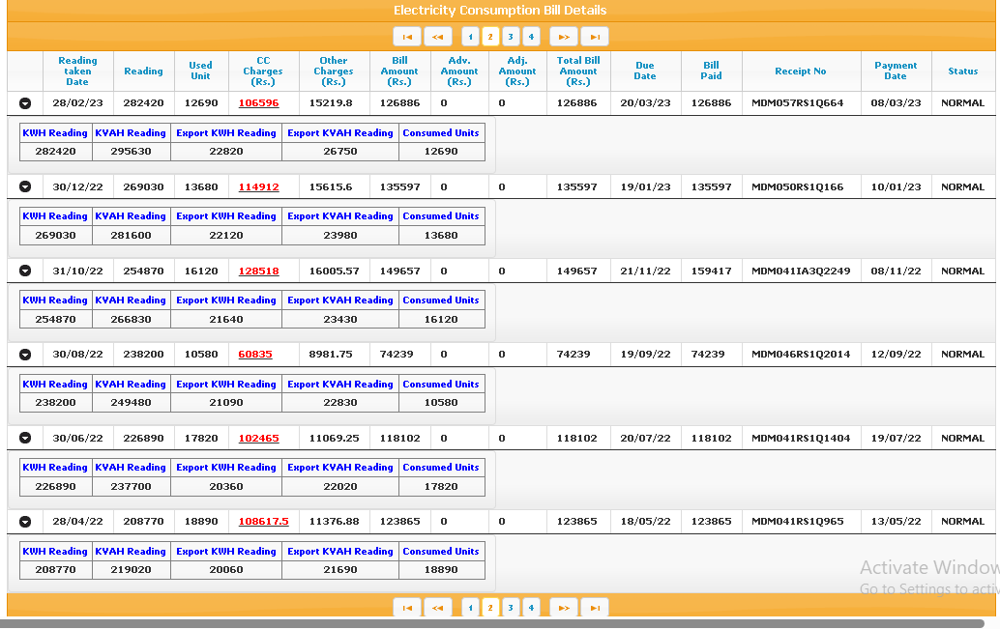 Electricity Consumption Bill Details
1 2 3 4
Reading taken Date Reading Used Unit CC Charges (Rs.) Other Charges (Rs.) Bill Amount (Rs.) Adv. Amount (Rs.) Adj. Amount (Rs.) Total Bill Amount (Rs.) Due Date Bill Paid Receipt No Payment Date Status
28/02/23 282420 12690 106596 15219.8 126886 0 0 126886 20/03/23 126886 MDM057RS1Q664 08/03/23 NORMAL
KWH Reading KVAH Reading Export KWH Reading Export KVAH Reading Consumed Units
282420 295630 22820 26750 12690
30/12/22 269030 13680 114912 15615.6 135597 0 0 135597 19/01/23 135597 MDM050RS1Q166 10/01/23 NORMAL
KWH Reading KVAH Reading Export KWH Reading Export KVAH Reading Consumed Units
269030 281600 22120 23980 13680
31/10/22 254870 16120 128518 16005.57 149657 0 0 149657 21/11/22 159417 MDM041IA3Q2249 08/11/22 NORMAL
KWH Reading KVAH Reading Export KWH Reading Export KVAH Reading Consumed Units
254870 266830 21640 23430 16120
30/08/22 238200 10580 60835 8981.75 74239 0 0 74239 19/09/22 74239 MDM046RS1Q2014 12/09/22 NORMAL
KWH Reading KVAH Reading Export KWH Reading Export KVAH Reading Consumed Units
238200 249480 21090 22830 10580
30/06/22 226890 17820 102465 11069.25 118102 0 0 118102 20/07/22 118102 MDM041RS1Q1404 19/07/22 NORMAL
KWH Reading KVAH Reading Export KWH Reading Export KVAH Reading Consumed Units
226890 237700 20360 22020 17820
28/04/22 208770 18890 108617.5 11376.88 123865 0 0 123865 18/05/22 123865 MDM041RS1Q965 13/05/22 NORMAL
KWH Reading KVAH Reading Export KWH Reading Export KVAH Reading Consumed Units
208770 219020 20060 21690 18890
Activate Window
Go to Settings to activ
1 2 3 4